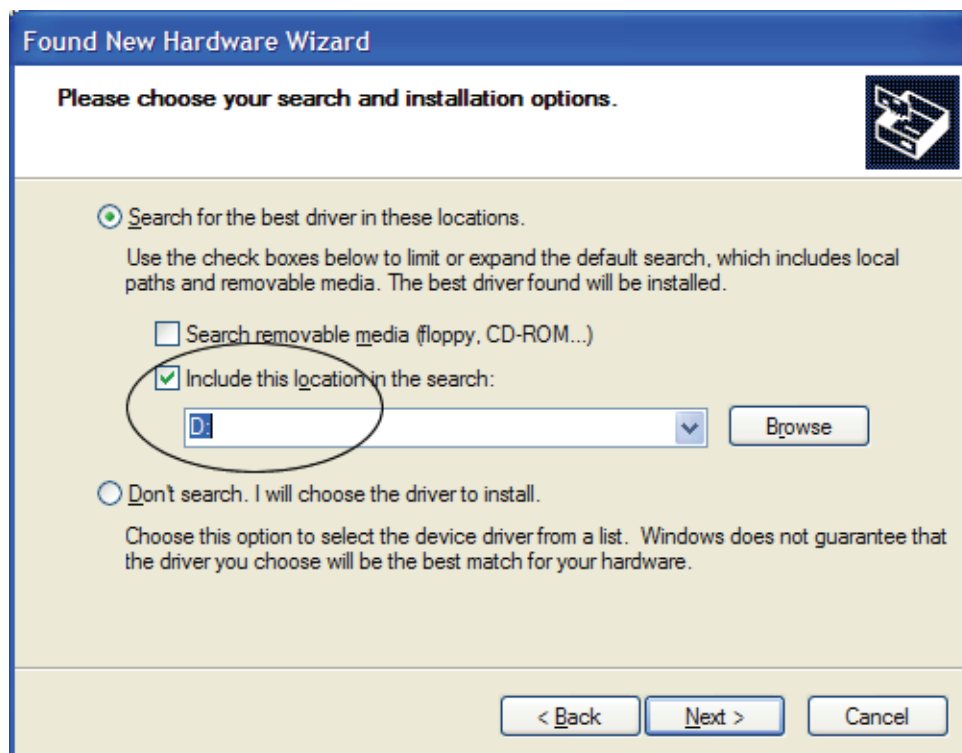 Found New Hardware Wizard
Please choose your search and installation options.
Search for the best driver in these locations.
Use the check boxes below to limit or expand the default search, which includes local
paths and removable media. The best driver found will be installed.
Search removable media (floppy, CD-ROM...)
Include this location in the search:
D:
Browse
Don't search. I will choose the driver to install.
Choose this option to select the device driver from a list. Windows does not guarantee that
the driver you choose will be the best match for your hardware.
< Back
Next >
Cancel